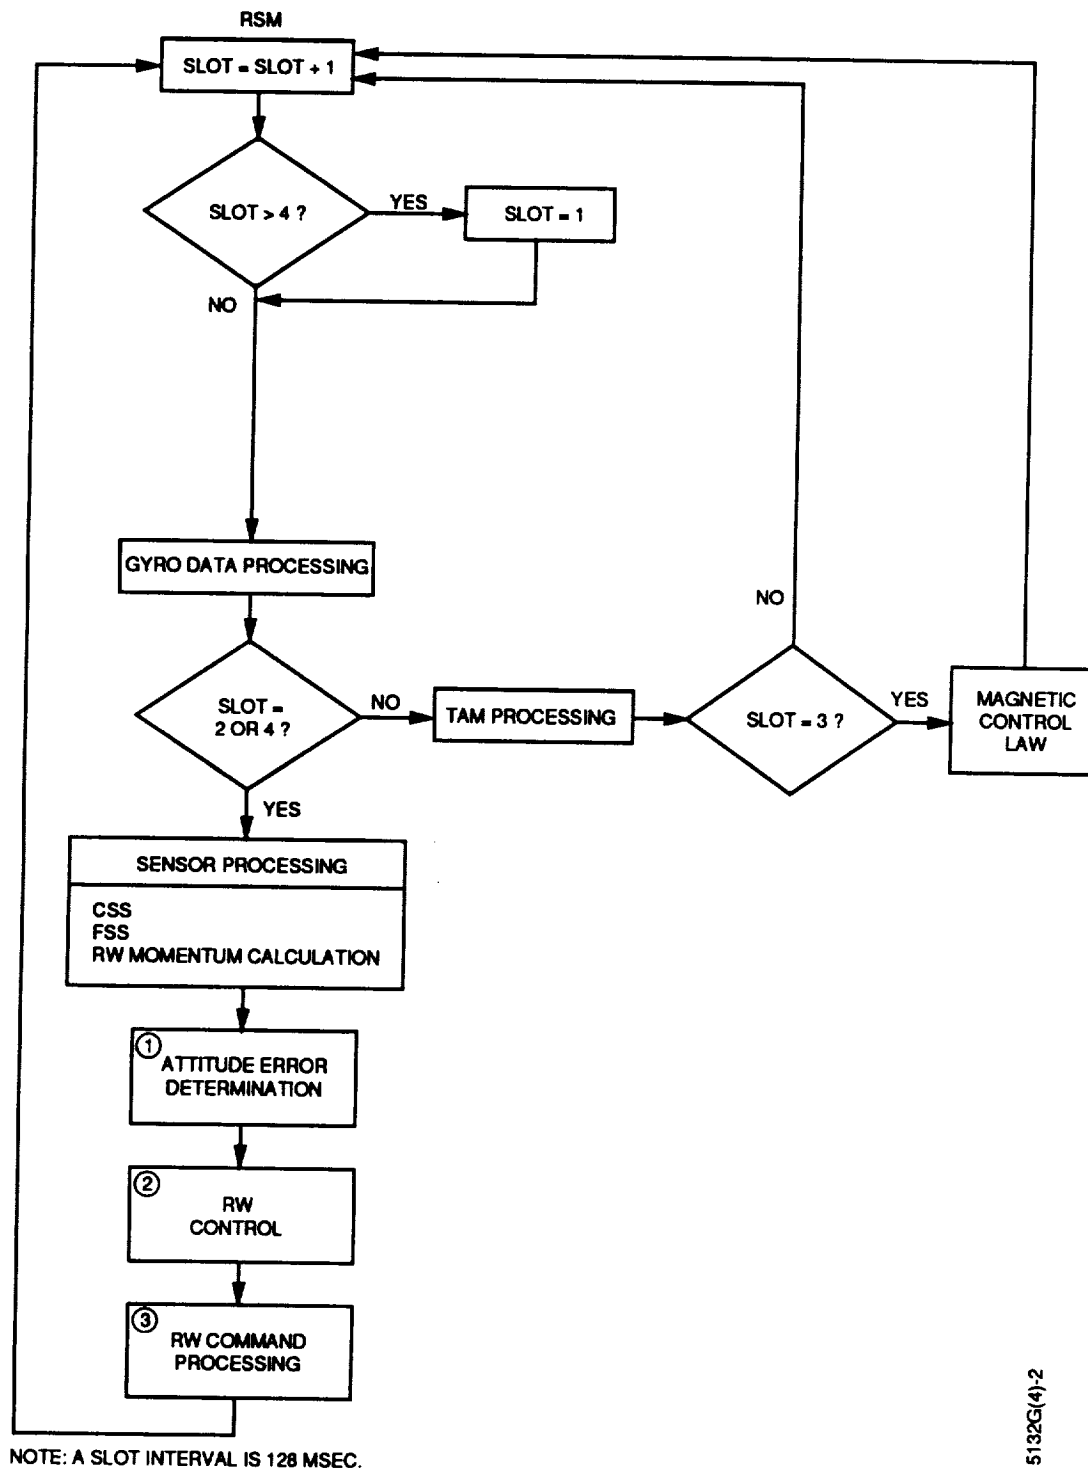 RSM
SLOT = SLOT + 1
SLOT > 4 ?
YES
SLOT = 1
NO
GYRO DATA PROCESSING
SLOT =
2 OR 4 ?
NO
TAM PROCESSING
SLOT = 3 ?
NO
YES
MAGNETIC
CONTROL
LAW
YES
SENSOR PROCESSING
CSS
FSS
RW MOMENTUM CALCULATION
1
ATTITUDE ERROR
DETERMINATION
2
RW
CONTROL
3
RW COMMAND
PROCESSING
NOTE: A SLOT INTERVAL IS 128 MSEC.
5132G(4)-2